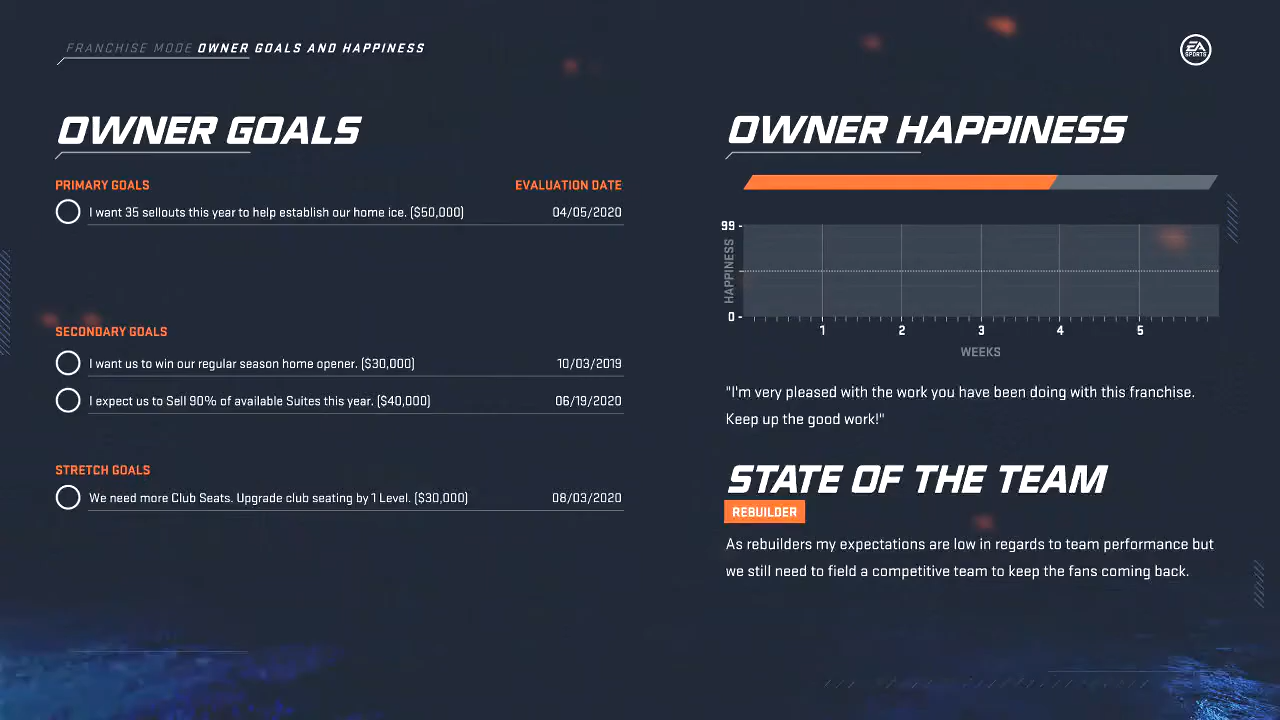 FRANCHISE MODE OWNER GOALS AND HAPPINESS
EA SPORTS
OWNER GOALS
PRIMARY GOALS EVALUATION DATE
I want 35 sellouts this year to help establish our home ice. ($50,000) 04/05/2020
SECONDARY GOALS
I want us to win our regular season home opener. ($30,000) 10/03/2019
I expect us to Sell 90% of available Suites this year. ($40,000) 06/19/2020
STRETCH GOALS
We need more Club Seats. Upgrade club seating by 1 Level. ($30,000) 08/03/2020
OWNER HAPPINESS
99
HAPPINESS
0
1 2 3 4 5
WEEKS
"I'm very pleased with the work you have been doing with this franchise.
Keep up the good work!"
STATE OF THE TEAM
REBUILDER
As rebuilders my expectations are low in regards to team performance but
we still need to field a competitive team to keep the fans coming back.